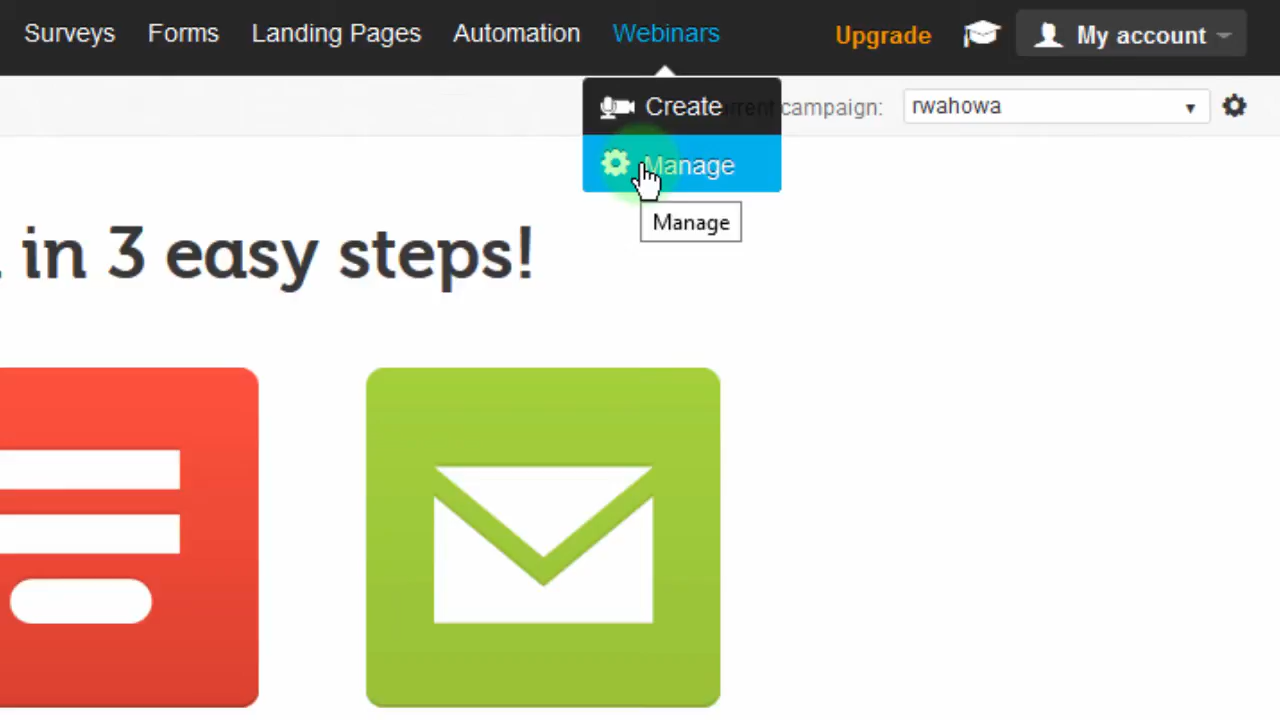 Surveys Forms Landing Pages Automation Webinars Upgrade My account
Create campaign: rwahowa
Manage
Manage
in 3 easy steps!